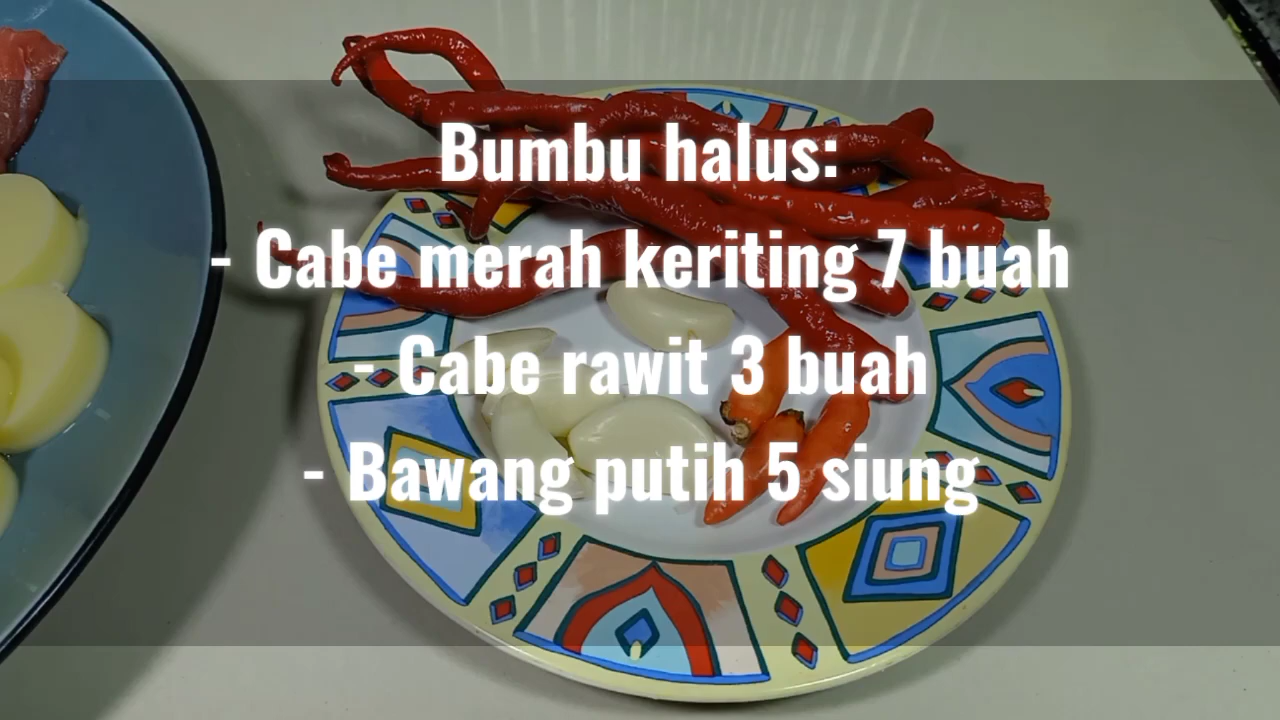 Bumbu halus:
- Cabe merah keriting 7 buah
- Cabe rawit 3 buah
- Bawang putih 5 siung